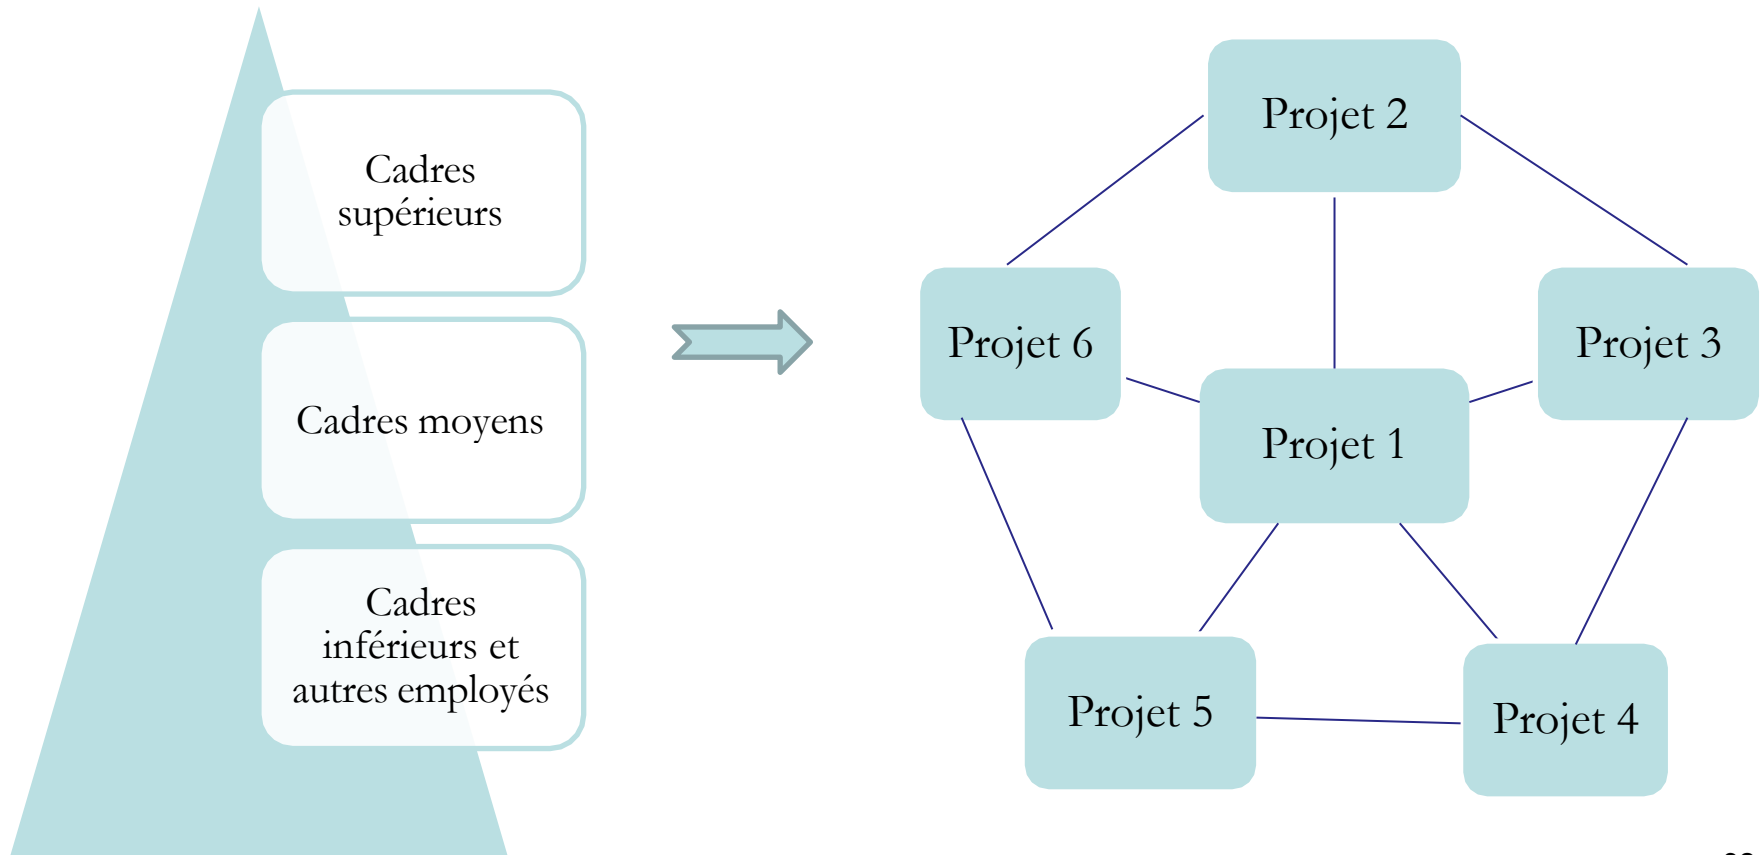 Cadres
supérieurs
Cadres moyens
Cadres
inférieurs et
autres employés
Projet 2
Projet 6
Projet 3
Projet 1
Projet 5
Projet 4